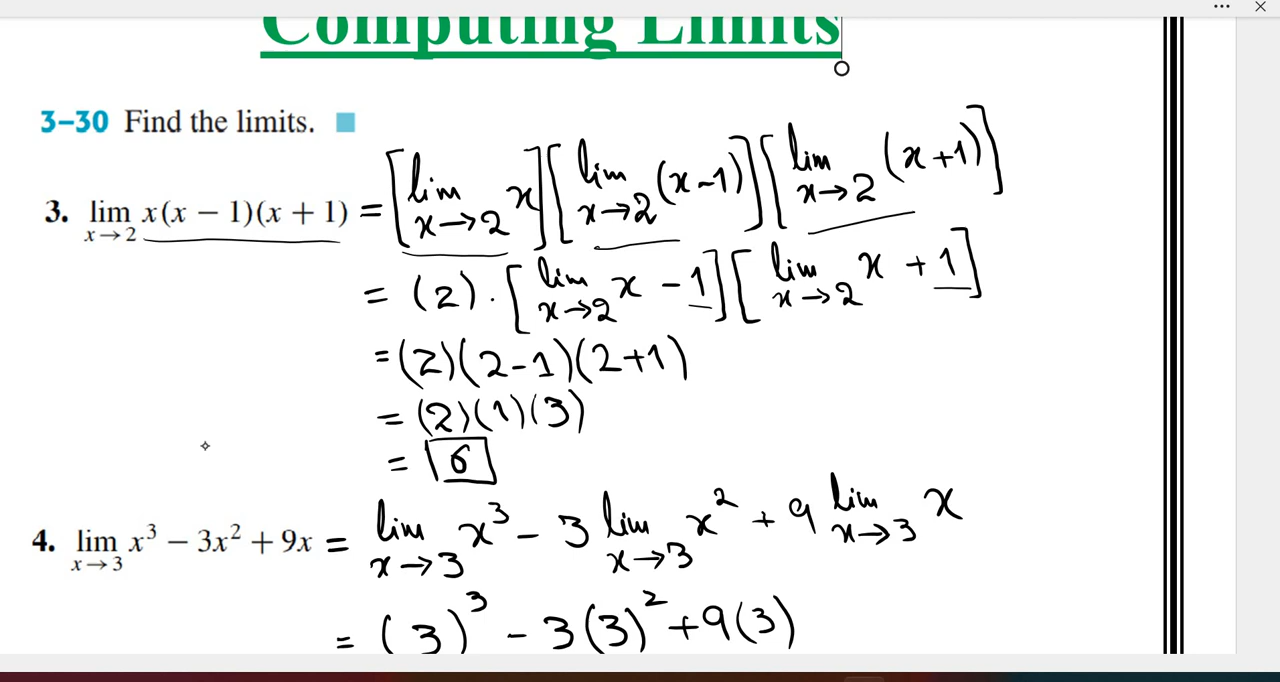 Computing Limits
3–30 Find the limits.
3. lim x→2 x(x − 1)(x + 1) = [lim x→2 x][lim x→2 (x−1)][lim x→2 (x+1)]
= (2) · [lim x→2 x − 1][lim x→2 x + 1]
= (2)(2−1)(2+1)
= (2)(1)(3)
= 6
4. lim x→3 x³ − 3x² + 9x = lim x→3 x³ − 3 lim x→3 x² + 9 lim x→3 x
= (3)³ − 3(3)² + 9(3)